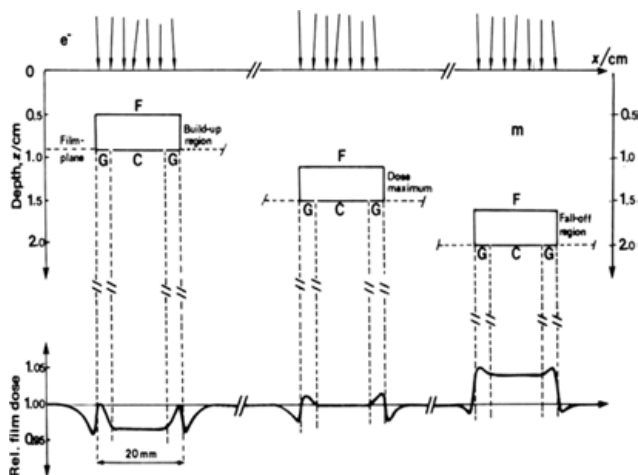 e⁻
x/cm
0
F
0.5
0.5
m
Film-
plane
Build-up
region
G C G
F
Depth, z/cm
1.0
1.0
Dose
maximum
1.5
1.5
G C G
F
Fall-off
region
2.0
2.0
G C G
1.05
1.00
0.95
Rel. film dose
20 mm